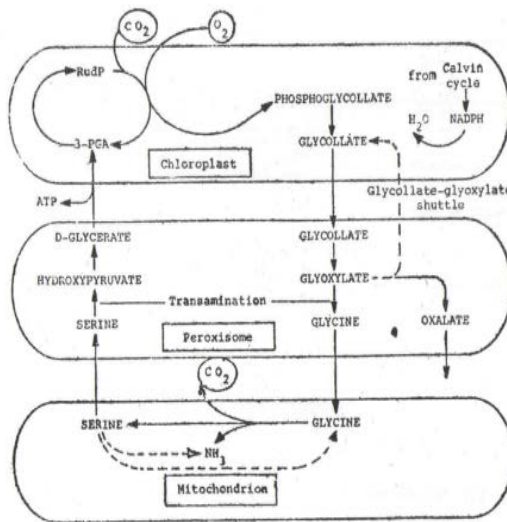 CO2
O2
RudP
from Calvin
cycle
PHOSPHOGLYCOLLATE
H2O NADPH
3-PGA
GLYCOLLATE
Chloroplast
ATP
Glycollate-glyoxylate
shuttle
D-GLYCERATE
GLYCOLLATE
HYDROXYPYRUVATE
GLYOXYLATE
Transamination
SERINE
GLYCINE
OXALATE
Peroxisome
CO2
SERINE
GLYCINE
NH3
Mitochondrion